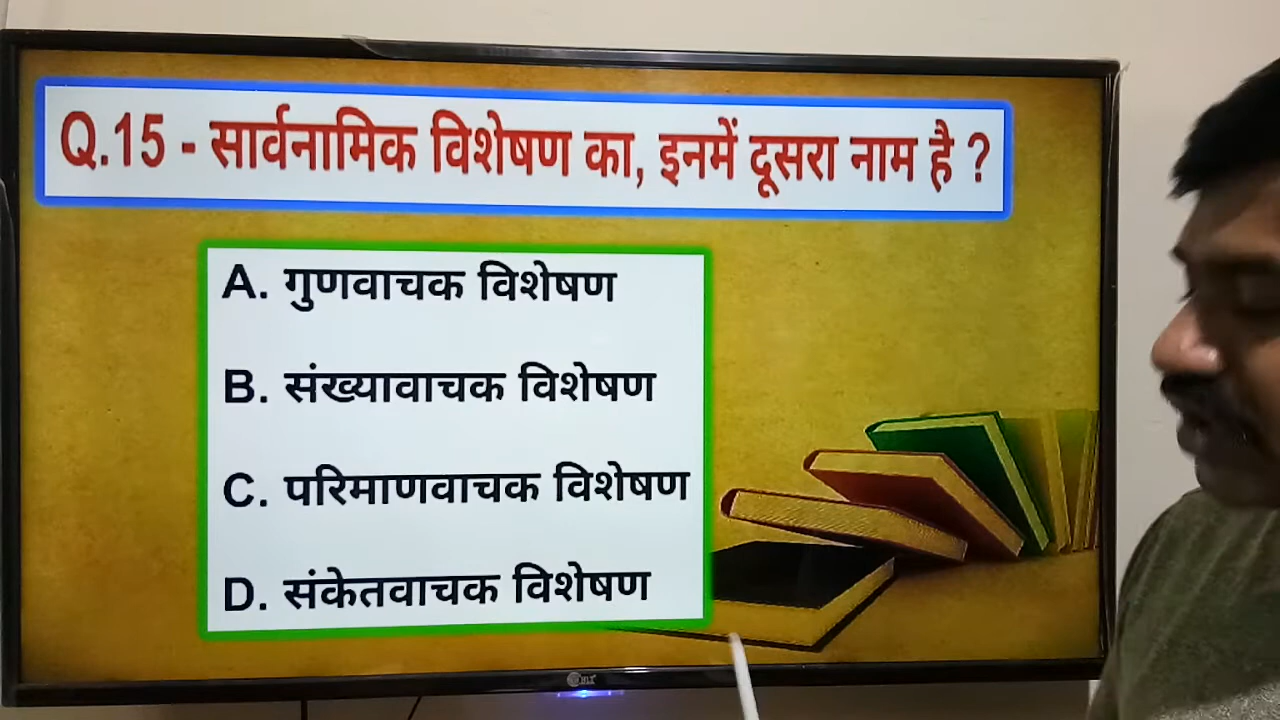 Q.15 - सार्वनामिक विशेषण का, इनमें दूसरा नाम है ?
A. गुणवाचक विशेषण
B. संख्यावाचक विशेषण
C. परिमाणवाचक विशेषण
D. संकेतवाचक विशेषण